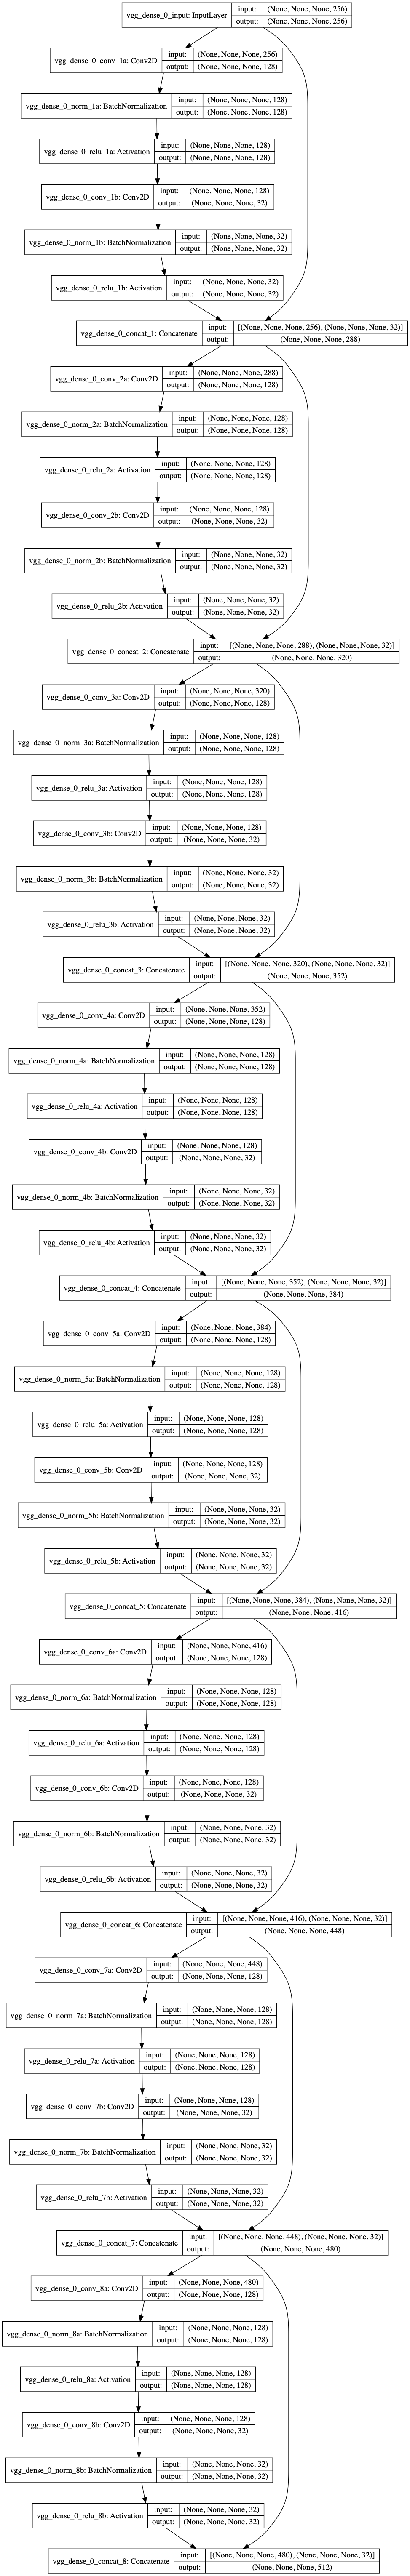 vgg_dense_0_input: InputLayer
input: (None, None, None, 256)
output: (None, None, None, 256)
vgg_dense_0_conv_1a: Conv2D
input: (None, None, None, 256)
output: (None, None, None, 128)
vgg_dense_0_norm_1a: BatchNormalization
input: (None, None, None, 128)
output: (None, None, None, 128)
vgg_dense_0_relu_1a: Activation
input: (None, None, None, 128)
output: (None, None, None, 128)
vgg_dense_0_conv_1b: Conv2D
input: (None, None, None, 128)
output: (None, None, None, 32)
vgg_dense_0_norm_1b: BatchNormalization
input: (None, None, None, 32)
output: (None, None, None, 32)
vgg_dense_0_relu_1b: Activation
input: (None, None, None, 32)
output: (None, None, None, 32)
vgg_dense_0_concat_1: Concatenate
input: [(None, None, None, 256), (None, None, None, 32)]
output: (None, None, None, 288)
vgg_dense_0_conv_2a: Conv2D
input: (None, None, None, 288)
output: (None, None, None, 128)
vgg_dense_0_norm_2a: BatchNormalization
input: (None, None, None, 128)
output: (None, None, None, 128)
vgg_dense_0_relu_2a: Activation
input: (None, None, None, 128)
output: (None, None, None, 128)
vgg_dense_0_conv_2b: Conv2D
input: (None, None, None, 128)
output: (None, None, None, 32)
vgg_dense_0_norm_2b: BatchNormalization
input: (None, None, None, 32)
output: (None, None, None, 32)
vgg_dense_0_relu_2b: Activation
input: (None, None, None, 32)
output: (None, None, None, 32)
vgg_dense_0_concat_2: Concatenate
input: [(None, None, None, 288), (None, None, None, 32)]
output: (None, None, None, 320)
vgg_dense_0_conv_3a: Conv2D
input: (None, None, None, 320)
output: (None, None, None, 128)
vgg_dense_0_norm_3a: BatchNormalization
input: (None, None, None, 128)
output: (None, None, None, 128)
vgg_dense_0_relu_3a: Activation
input: (None, None, None, 128)
output: (None, None, None, 128)
vgg_dense_0_conv_3b: Conv2D
input: (None, None, None, 128)
output: (None, None, None, 32)
vgg_dense_0_norm_3b: BatchNormalization
input: (None, None, None, 32)
output: (None, None, None, 32)
vgg_dense_0_relu_3b: Activation
input: (None, None, None, 32)
output: (None, None, None, 32)
vgg_dense_0_concat_3: Concatenate
input: [(None, None, None, 320), (None, None, None, 32)]
output: (None, None, None, 352)
vgg_dense_0_conv_4a: Conv2D
input: (None, None, None, 352)
output: (None, None, None, 128)
vgg_dense_0_norm_4a: BatchNormalization
input: (None, None, None, 128)
output: (None, None, None, 128)
vgg_dense_0_relu_4a: Activation
input: (None, None, None, 128)
output: (None, None, None, 128)
vgg_dense_0_conv_4b: Conv2D
input: (None, None, None, 128)
output: (None, None, None, 32)
vgg_dense_0_norm_4b: BatchNormalization
input: (None, None, None, 32)
output: (None, None, None, 32)
vgg_dense_0_relu_4b: Activation
input: (None, None, None, 32)
output: (None, None, None, 32)
vgg_dense_0_concat_4: Concatenate
input: [(None, None, None, 352), (None, None, None, 32)]
output: (None, None, None, 384)
vgg_dense_0_conv_5a: Conv2D
input: (None, None, None, 384)
output: (None, None, None, 128)
vgg_dense_0_norm_5a: BatchNormalization
input: (None, None, None, 128)
output: (None, None, None, 128)
vgg_dense_0_relu_5a: Activation
input: (None, None, None, 128)
output: (None, None, None, 128)
vgg_dense_0_conv_5b: Conv2D
input: (None, None, None, 128)
output: (None, None, None, 32)
vgg_dense_0_norm_5b: BatchNormalization
input: (None, None, None, 32)
output: (None, None, None, 32)
vgg_dense_0_relu_5b: Activation
input: (None, None, None, 32)
output: (None, None, None, 32)
vgg_dense_0_concat_5: Concatenate
input: [(None, None, None, 384), (None, None, None, 32)]
output: (None, None, None, 416)
vgg_dense_0_conv_6a: Conv2D
input: (None, None, None, 416)
output: (None, None, None, 128)
vgg_dense_0_norm_6a: BatchNormalization
input: (None, None, None, 128)
output: (None, None, None, 128)
vgg_dense_0_relu_6a: Activation
input: (None, None, None, 128)
output: (None, None, None, 128)
vgg_dense_0_conv_6b: Conv2D
input: (None, None, None, 128)
output: (None, None, None, 32)
vgg_dense_0_norm_6b: BatchNormalization
input: (None, None, None, 32)
output: (None, None, None, 32)
vgg_dense_0_relu_6b: Activation
input: (None, None, None, 32)
output: (None, None, None, 32)
vgg_dense_0_concat_6: Concatenate
input: [(None, None, None, 416), (None, None, None, 32)]
output: (None, None, None, 448)
vgg_dense_0_conv_7a: Conv2D
input: (None, None, None, 448)
output: (None, None, None, 128)
vgg_dense_0_norm_7a: BatchNormalization
input: (None, None, None, 128)
output: (None, None, None, 128)
vgg_dense_0_relu_7a: Activation
input: (None, None, None, 128)
output: (None, None, None, 128)
vgg_dense_0_conv_7b: Conv2D
input: (None, None, None, 128)
output: (None, None, None, 32)
vgg_dense_0_norm_7b: BatchNormalization
input: (None, None, None, 32)
output: (None, None, None, 32)
vgg_dense_0_relu_7b: Activation
input: (None, None, None, 32)
output: (None, None, None, 32)
vgg_dense_0_concat_7: Concatenate
input: [(None, None, None, 448), (None, None, None, 32)]
output: (None, None, None, 480)
vgg_dense_0_conv_8a: Conv2D
input: (None, None, None, 480)
output: (None, None, None, 128)
vgg_dense_0_norm_8a: BatchNormalization
input: (None, None, None, 128)
output: (None, None, None, 128)
vgg_dense_0_relu_8a: Activation
input: (None, None, None, 128)
output: (None, None, None, 128)
vgg_dense_0_conv_8b: Conv2D
input: (None, None, None, 128)
output: (None, None, None, 32)
vgg_dense_0_norm_8b: BatchNormalization
input: (None, None, None, 32)
output: (None, None, None, 32)
vgg_dense_0_relu_8b: Activation
input: (None, None, None, 32)
output: (None, None, None, 32)
vgg_dense_0_concat_8: Concatenate
input: [(None, None, None, 480), (None, None, None, 32)]
output: (None, None, None, 512)